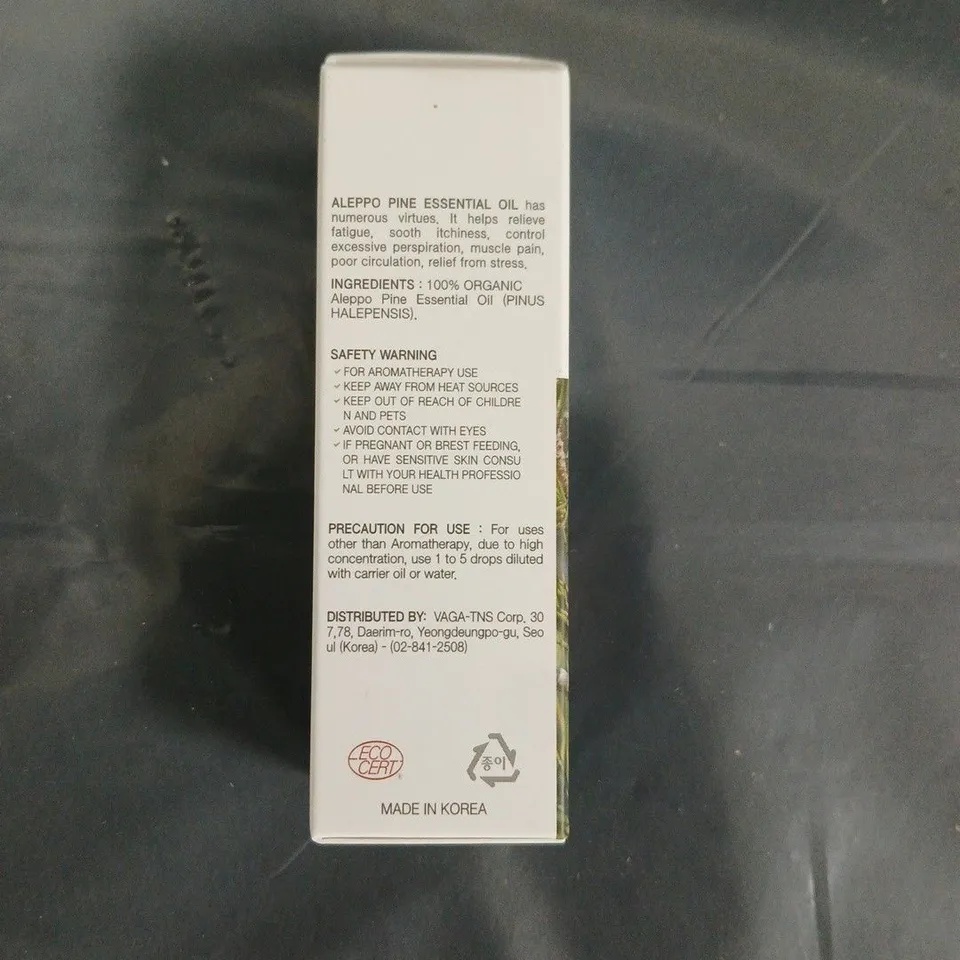 ALEPPO PINE ESSENTIAL OIL has
numerous virtues. It helps relieve
fatigue, sooth itchiness, control
excessive perspiration, muscle pain,
poor circulation, relief from stress.
INGREDIENTS : 100% ORGANIC
Aleppo Pine Essential Oil (PINUS
HALEPENSIS).
SAFETY WARNING
✓ FOR AROMATHERAPY USE
✓ KEEP AWAY FROM HEAT SOURCES
✓ KEEP OUT OF REACH OF CHILDRE
N AND PETS
✓ AVOID CONTACT WITH EYES
✓ IF PREGNANT OR BREST FEEDING,
OR HAVE SENSITIVE SKIN CONSU
LT WITH YOUR HEALTH PROFESSIO
NAL BEFORE USE
PRECAUTION FOR USE : For uses
other than Aromatherapy, due to high
concentration, use 1 to 5 drops diluted
with carrier oil or water.
DISTRIBUTED BY: VAGA-TNS Corp. 30
7,78, Daerim-ro, Yeongdeungpo-gu, Seo
ul (Korea) - (02-841-2508)
ECO
CERT
종이
MADE IN KOREA